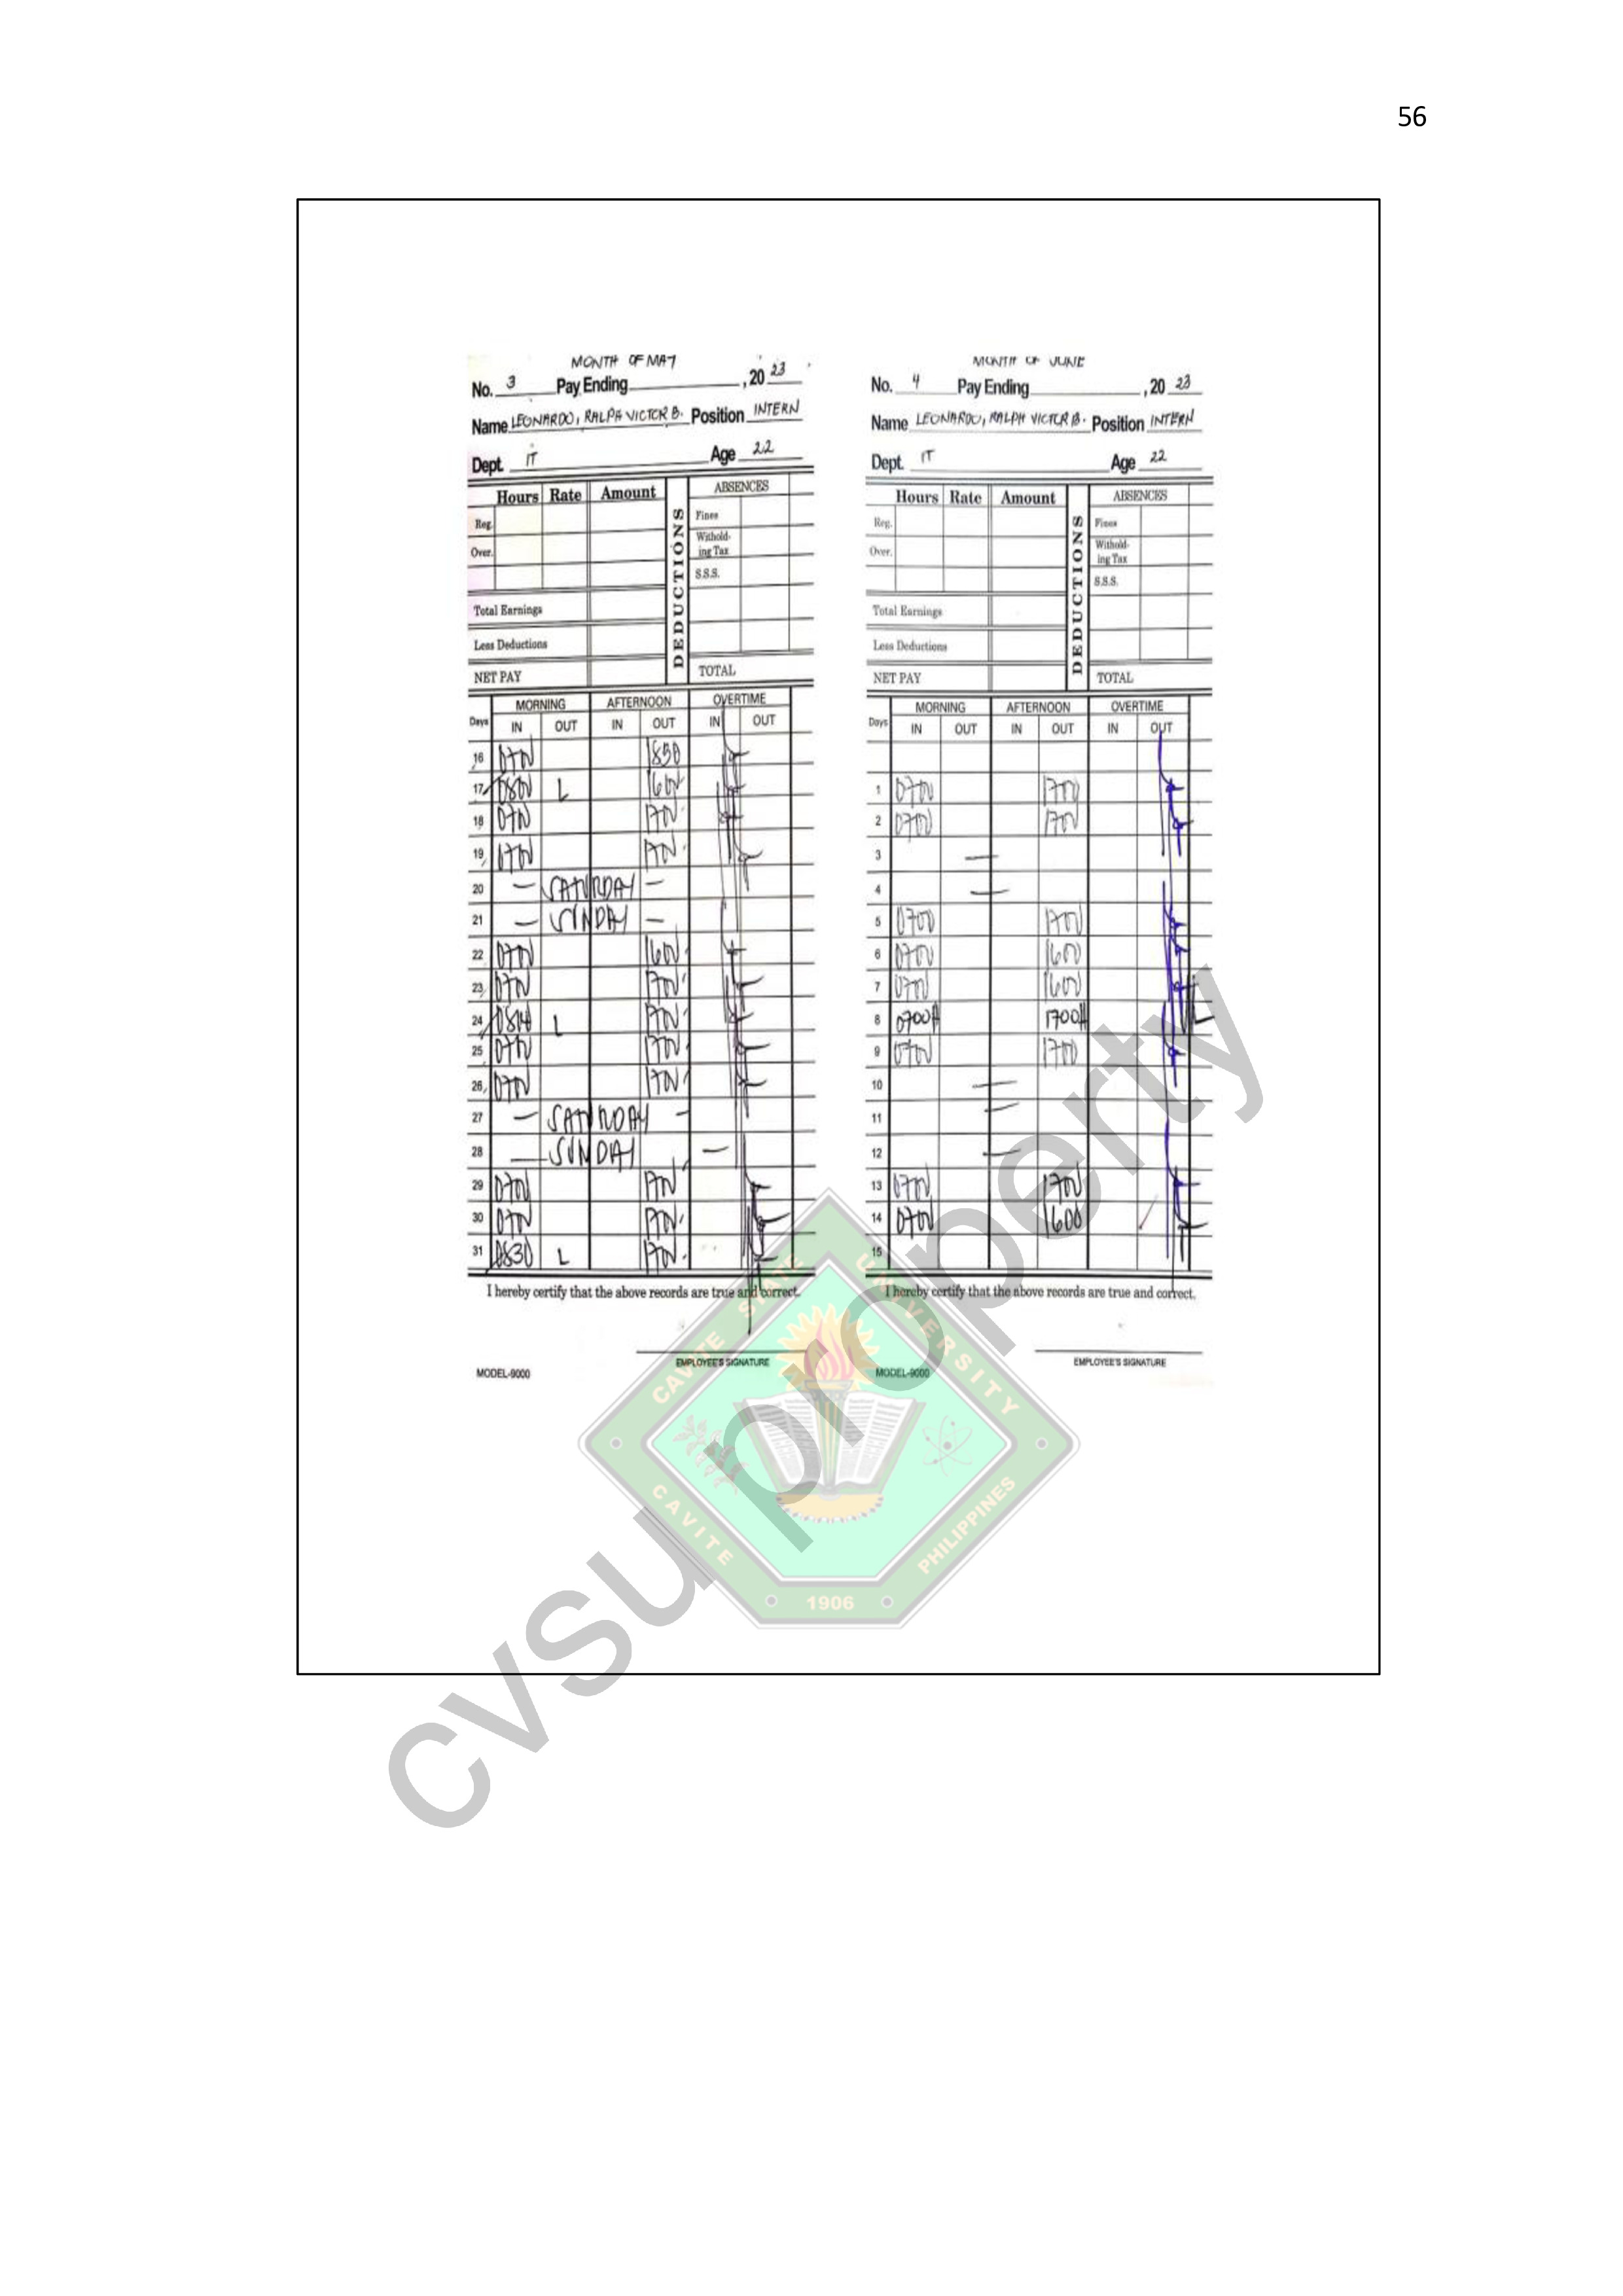 56
MONTH OF MAY
No. 3 Pay Ending , 20 23
Name LEONARDO, RALPH VICTOR B. Position INTERN
Dept. IT Age 22
Hours Rate Amount DEDUCTIONS ABSENCES
Reg. Fines
Over. Withold-ing Tax
S.S.S.
Total Earnings
Less Deductions
NET PAY TOTAL
MORNING AFTERNOON OVERTIME
Days IN OUT IN OUT IN OUT
16 0700 1830
17 0800 L 1600
18 0700 1700
19 0700 1700
20 — SATURDAY —
21 — SUNDAY —
22 0700 1600
23 0700 1700
24 0814 L 1700
25 0700 1700
26 0700 1700
27 — SATURDAY —
28 — SUNDAY —
29 0700 1700
30 0700 1700
31 0830 L 1700
I hereby certify that the above records are true and correct.
EMPLOYEE'S SIGNATURE
MODEL-9000
MONTH OF JUNE
No. 4 Pay Ending , 20 23
Name LEONARDO, RALPH VICTOR B. Position INTERN
Dept. IT Age 22
Hours Rate Amount DEDUCTIONS ABSENCES
Reg. Fines
Over. Withold-ing Tax
S.S.S.
Total Earnings
Less Deductions
NET PAY TOTAL
MORNING AFTERNOON OVERTIME
Days IN OUT IN OUT IN OUT
1 0700 1700
2 0700 1700
3 —
4 —
5 0700 1700
6 0700 1600
7 0700 1600
8 0700H 1700H
9 0700 1700
10 —
11 —
12 —
13 0700 1700
14 0700 1600
15
I hereby certify that the above records are true and correct.
EMPLOYEE'S SIGNATURE
MODEL-9000
CAVITE STATE UNIVERSITY
CAVITE PHILIPPINES
1906
cvsu property